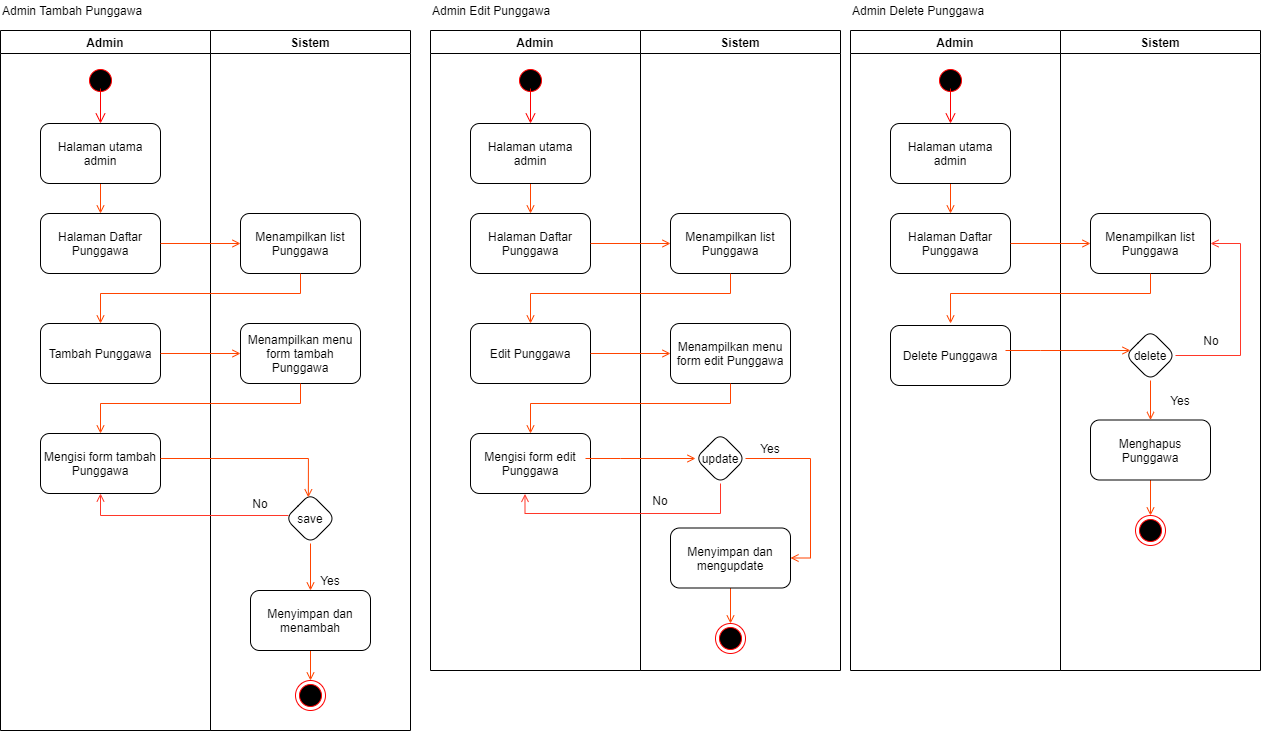 Admin Tambah Punggawa
Admin
Sistem
Halaman utama
admin
Halaman Daftar
Punggawa
Menampilkan list
Punggawa
Tambah Punggawa
Menampilkan menu
form tambah
Punggawa
Mengisi form tambah
Punggawa
No
save
Yes
Menyimpan dan
menambah
Admin Edit Punggawa
Admin
Sistem
Halaman utama
admin
Halaman Daftar
Punggawa
Menampilkan list
Punggawa
Edit Punggawa
Menampilkan menu
form edit Punggawa
Mengisi form edit
Punggawa
update
Yes
No
Menyimpan dan
mengupdate
Admin Delete Punggawa
Admin
Sistem
Halaman utama
admin
Halaman Daftar
Punggawa
Menampilkan list
Punggawa
Delete Punggawa
delete
No
Yes
Menghapus
Punggawa